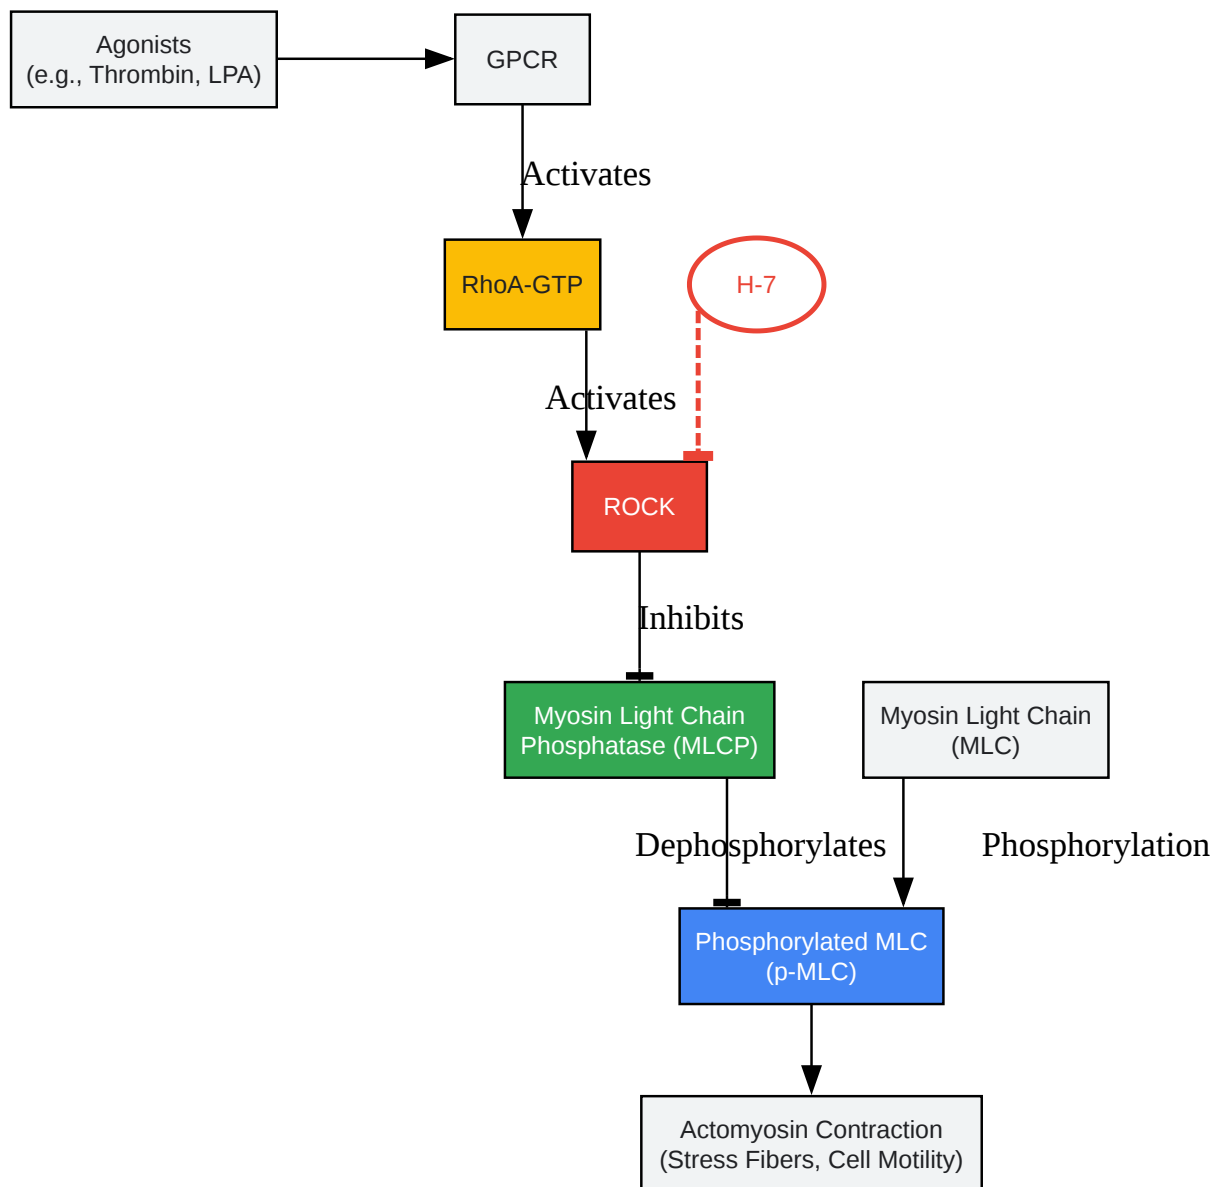 Agonists
(e.g., Thrombin, LPA)
GPCR
Activates
RhoA-GTP
H-7
Activates
ROCK
Inhibits
Myosin Light Chain
Phosphatase (MLCP)
Myosin Light Chain
(MLC)
Dephosphorylates
Phosphorylation
Phosphorylated MLC
(p-MLC)
Actomyosin Contraction
(Stress Fibers, Cell Motility)